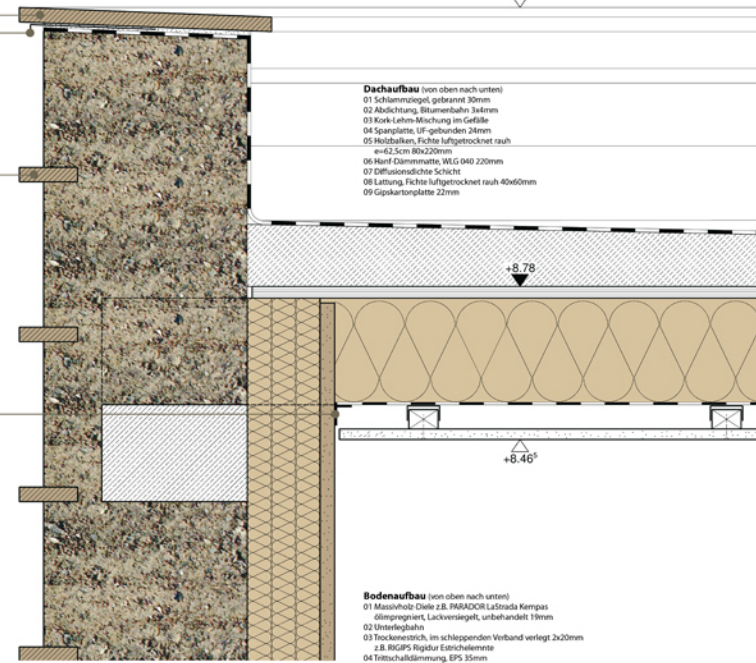 Dachaufbau (von oben nach unten)
01 Schlammziegel, gebrannt 30mm
02 Abdichtung, Bitumenbahn 3x4mm
03 Kork-Lehm-Mischung im Gefälle
04 Spanplatte, UF-gebunden 24mm
05 Holzbalken, Fichte luftgetrocknet rauh
e=62,5cm 80x220mm
06 Hanf-Dämmmatte, WLG 040 220mm
07 Diffusionsdichte Schicht
08 Lattung, Fichte luftgetrocknet rauh 40x60mm
09 Gipskartonplatte 22mm
+8.78
+8.46⁵
Bodenaufbau (von oben nach unten)
01 Massivholz-Diele z.B. PARADOR LaStrada Kempas
ölimpregniert, Lackversiegelt, unbehandelt 19mm
02 Unterlegbahn
03 Trockenestrich, im schleppenden Verband verlegt 2x20mm
z.B. RIGIPS Rigidur Estrichelemnte
04 Trittschalldämmung, EPS 35mm